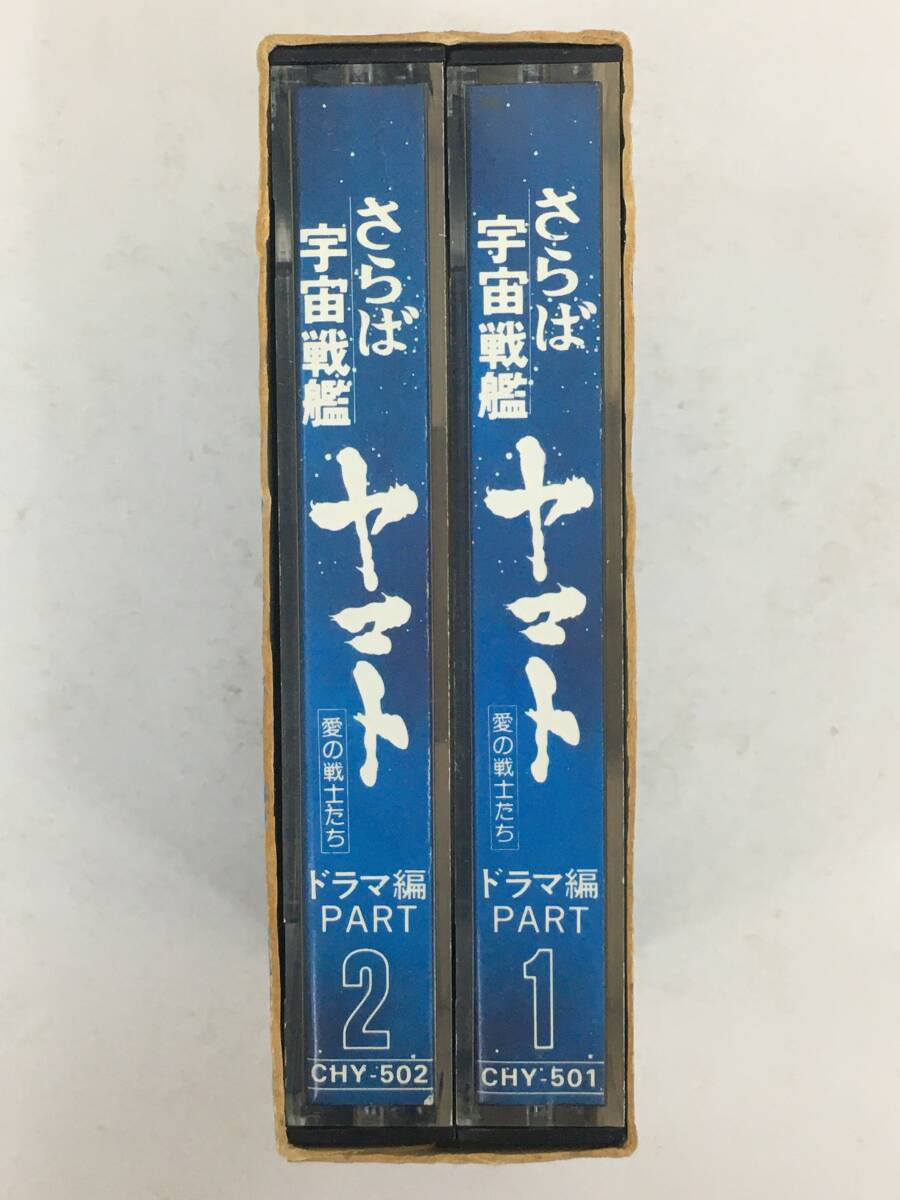 さらば
宇宙戦艦
ヤマト
愛の戦士たち
ドラマ編
PART
1
CHY-501
さらば
宇宙戦艦
ヤマト
愛の戦士たち
ドラマ編
PART
2
CHY-502